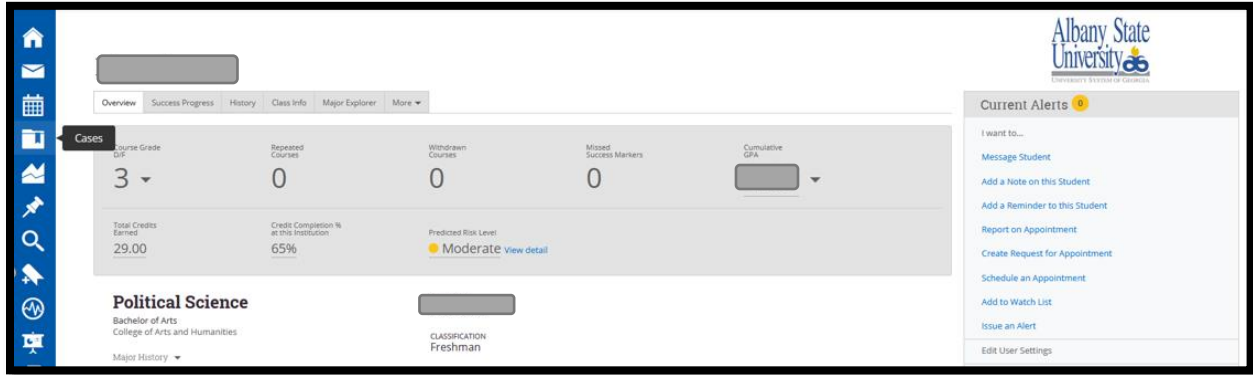 Albany State
University
UNIVERSITY SYSTEM OF GEORGIA
Overview Success Progress History Class Info Major Explorer More
Cases
Course Grade
D/F
3
Repeated
Courses
0
Withdrawn
Courses
0
Missed
Success Markers
0
Cumulative
GPA
Total Credits
Earned
29.00
Credit Completion %
at this Institution
65%
Predicted Risk Level
Moderate View detail
Political Science
Bachelor of Arts
College of Arts and Humanities
Major History
CLASSIFICATION
Freshman
Current Alerts 0
I want to...
Message Student
Add a Note on this Student
Add a Reminder to this Student
Report on Appointment
Create Request for Appointment
Schedule an Appointment
Add to Watch List
Issue an Alert
Edit User Settings